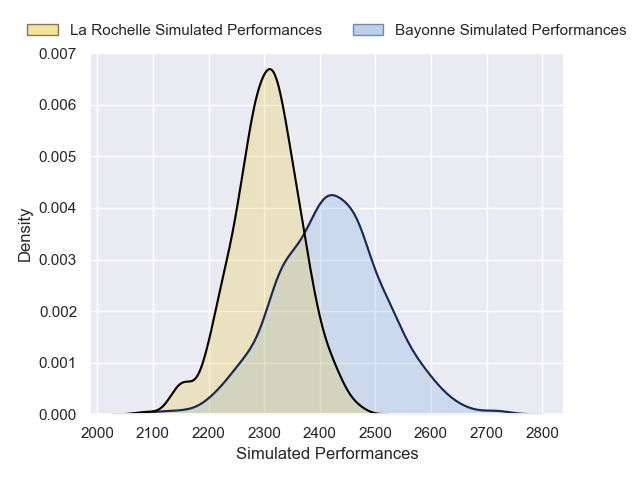 La Rochelle Simulated Performances Bayonne Simulated Performances
0.007
0.006
0.005
0.004
0.003
0.002
0.001
0.000
Density
2000 2100 2200 2300 2400 2500 2600 2700 2800
Simulated Performances